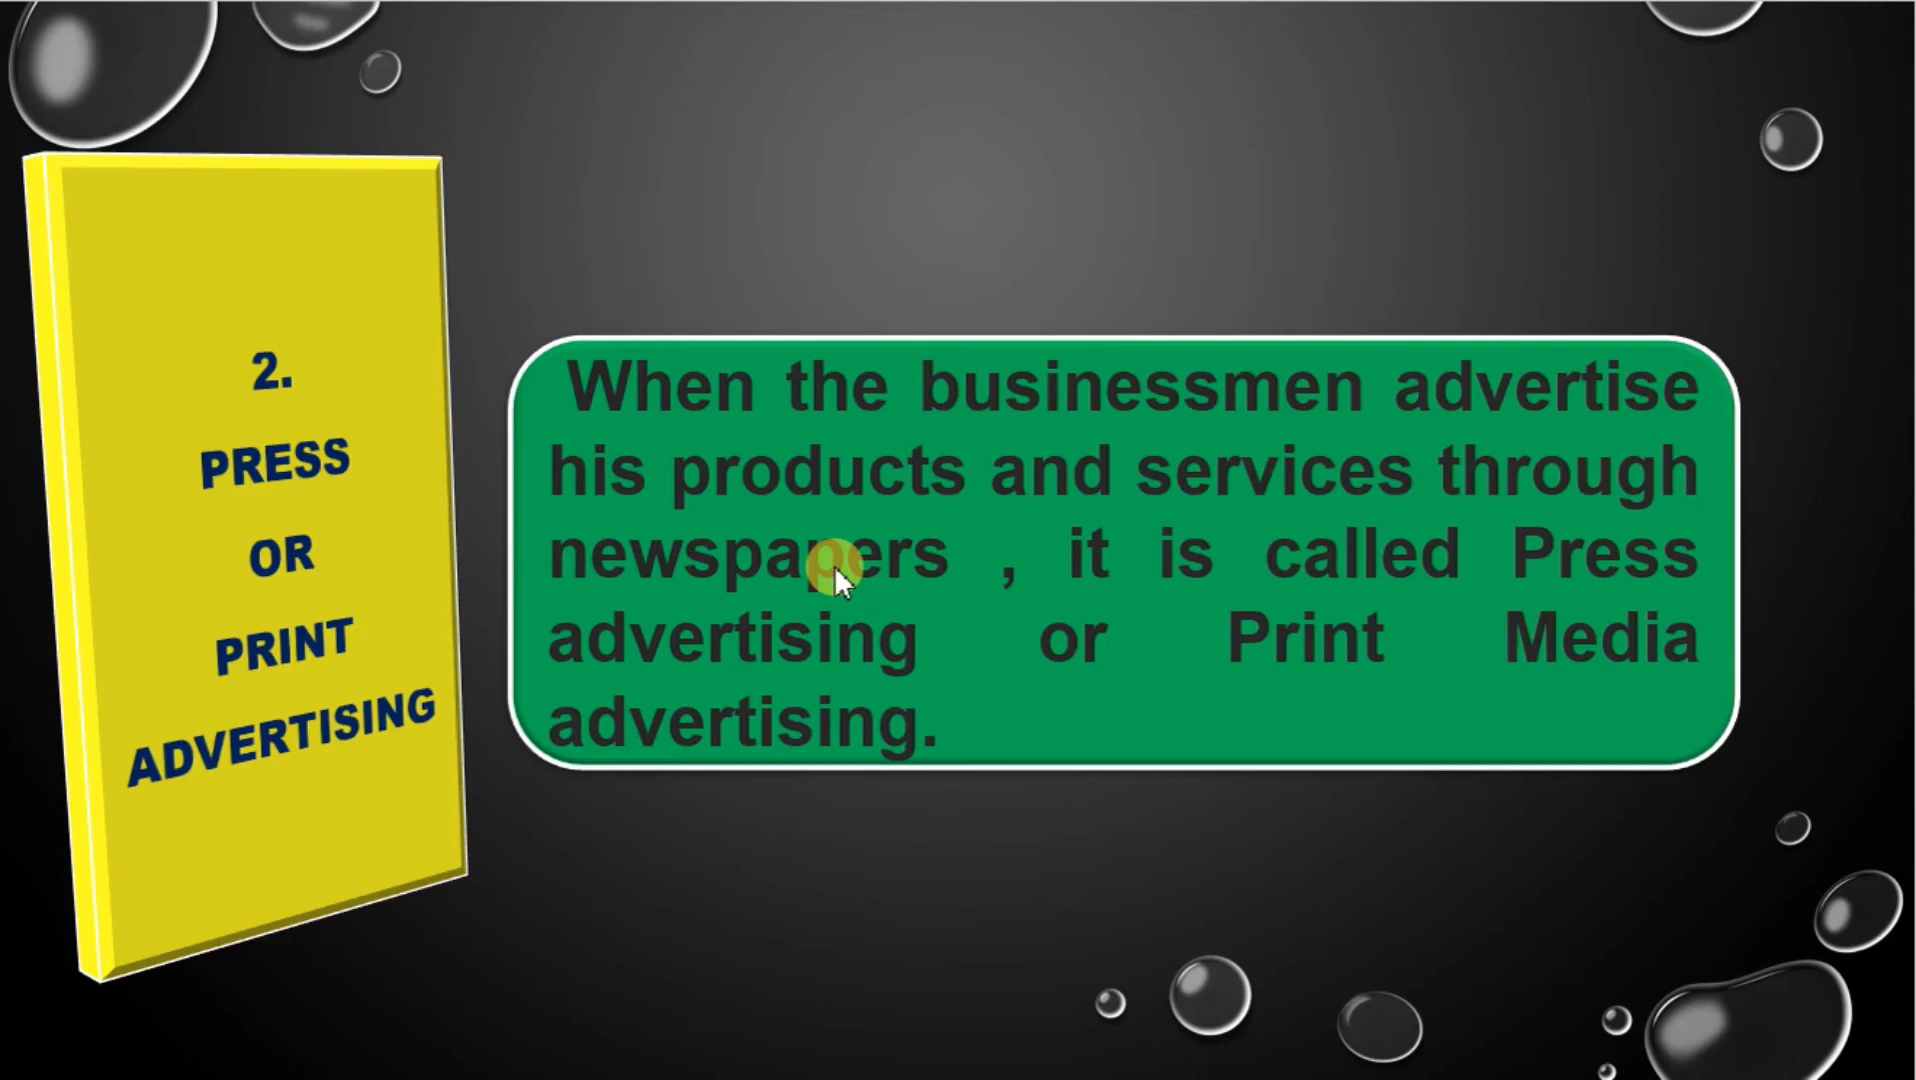 2.
PRESS
OR
PRINT
ADVERTISING
When the businessmen advertise
his products and services through
newspapers , it is called Press
advertising or Print Media
advertising.